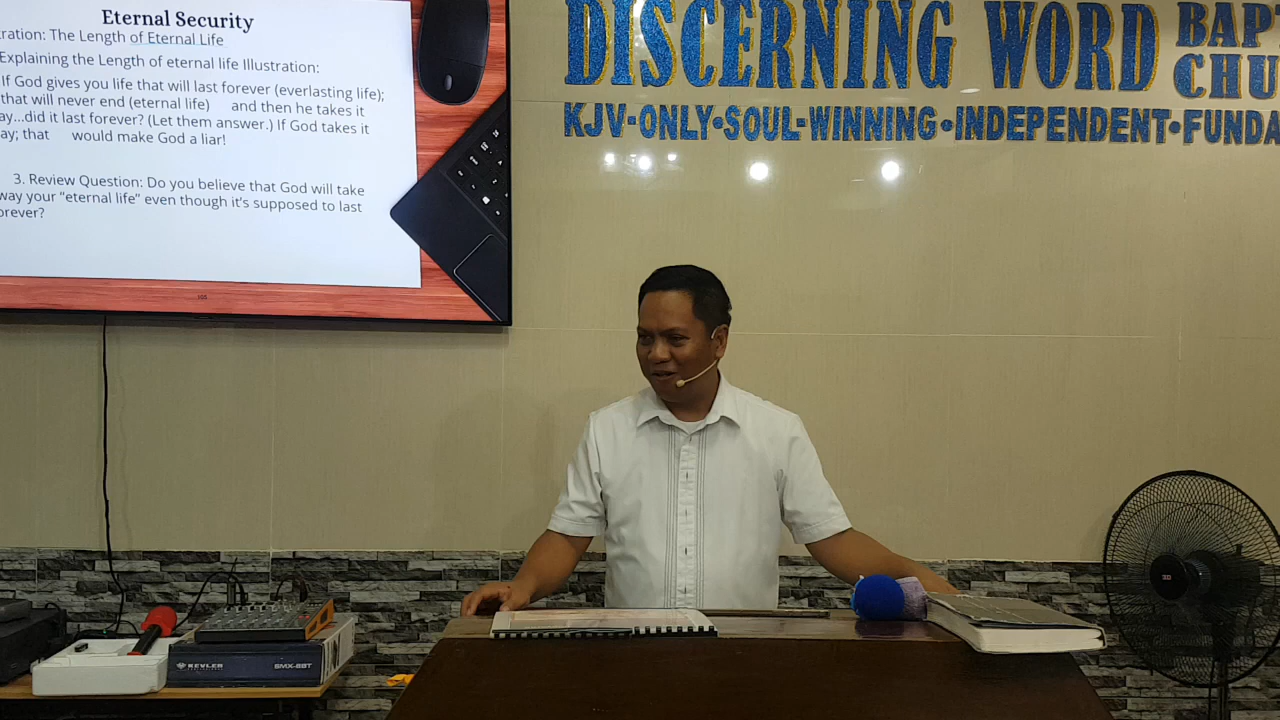 Eternal Security
tration: The Length of Eternal Life
Explaining the Length of eternal life Illustration:
If God gives you life that will last forever (everlasting life);
that will never end (eternal life) and then he takes it
ay...did it last forever? (Let them answer.) If God takes it
ay; that would make God a liar!
3. Review Question: Do you believe that God will take
way your "eternal life" even though it's supposed to last
orever?
DISCERNING WORD BAP
CHU
KJV-ONLY•SOUL-WINNING•INDEPENDENT•FUNDA
KEVLER
SMX-8BT